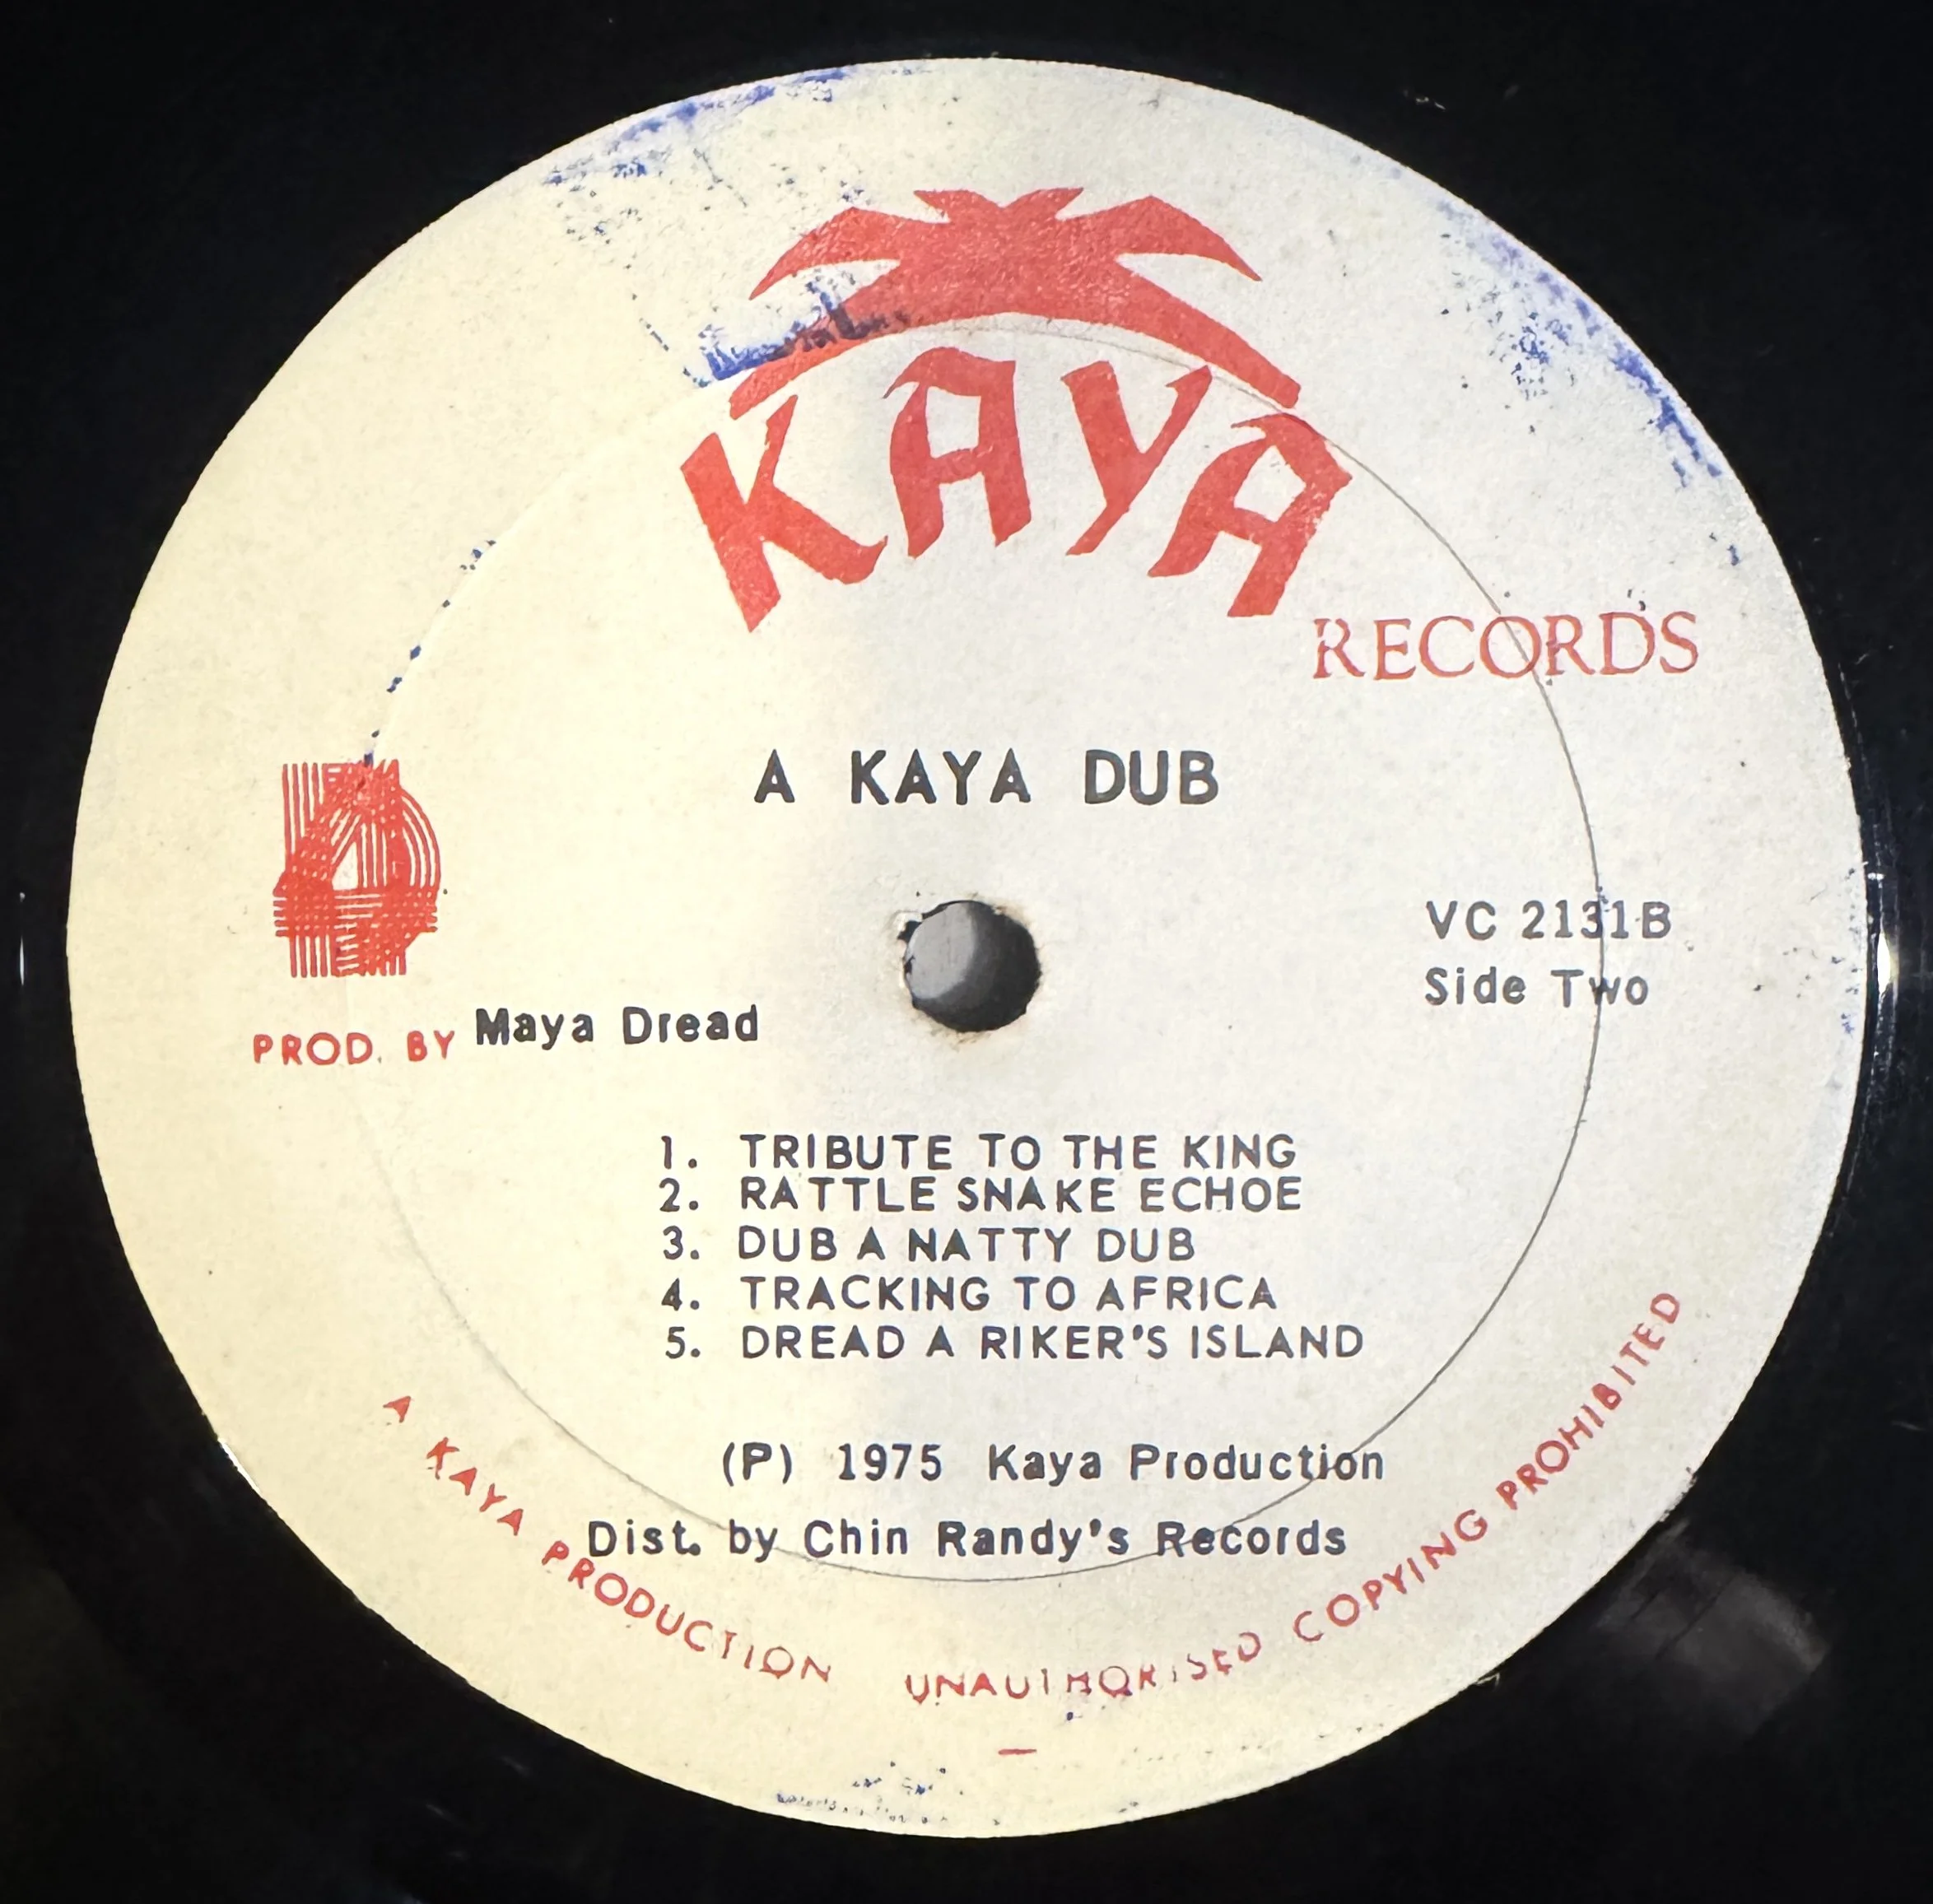 KAYA
RECORDS
A KAYA DUB
VC 2131B
Side Two
PROD. BY Maya Dread
1. TRIBUTE TO THE KING
2. RATTLE SNAKE ECHOE
3. DUB A NATTY DUB
4. TRACKING TO AFRICA
5. DREAD A RIKER'S ISLAND
(P) 1975 Kaya Production
Dist. by Chin Randy's Records
A KAYA PRODUCTION UNAUTHORISED COPYING PROHIBITED